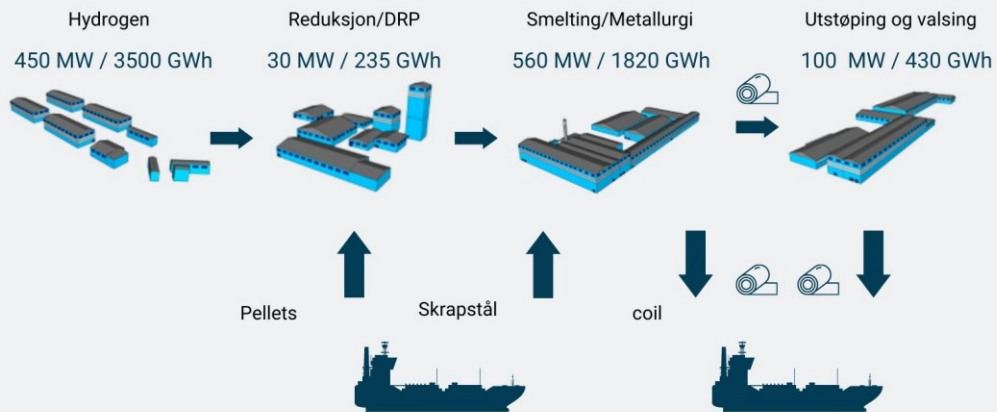 Hydrogen
Reduksjon/DRP
Smelting/Metallurgi
Utstøping og valsing
450 MW / 3500 GWh
30 MW / 235 GWh
560 MW / 1820 GWh
100 MW / 430 GWh
Pellets
Skrapstål
coil